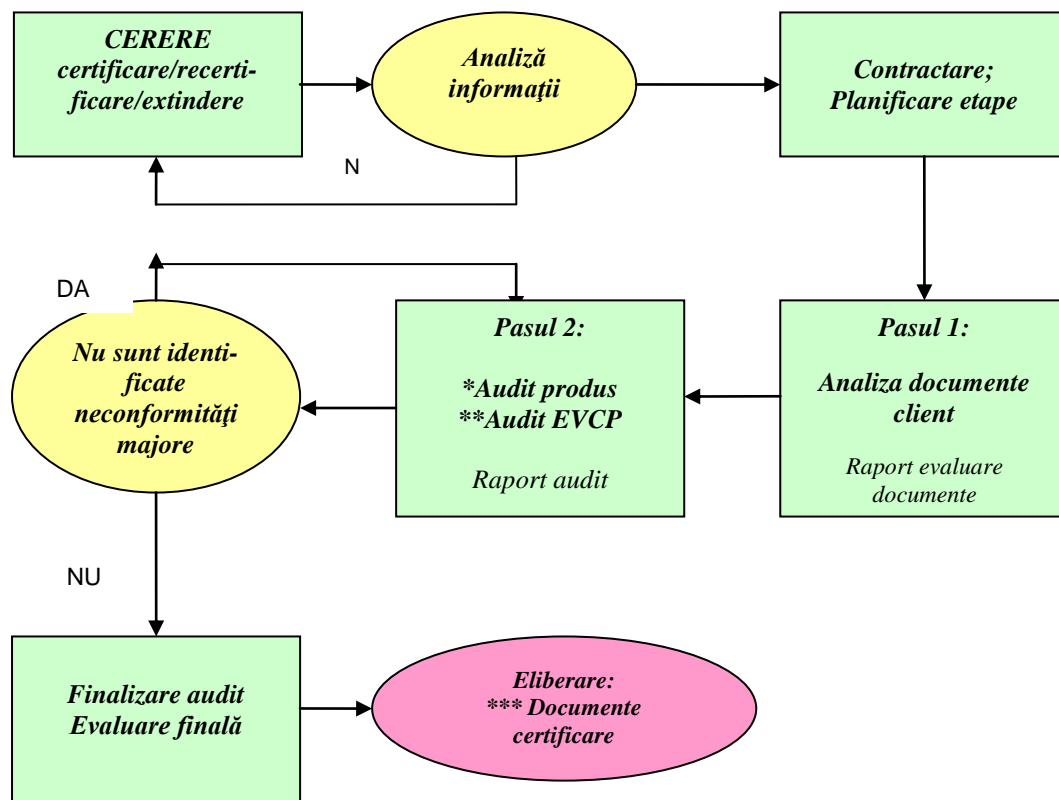 CERERE
certificare/recerti-
ficare/extindere
Analiză
informaţii
Contractare;
Planificare etape
N
DA
Nu sunt identi-
ficate
neconformităţi
majore
Pasul 2:
*Audit produs
**Audit EVCP
Raport audit
Pasul 1:
Analiza documente
client
Raport evaluare
documente
NU
Finalizare audit
Evaluare finală
Eliberare:
*** Documente
certificare